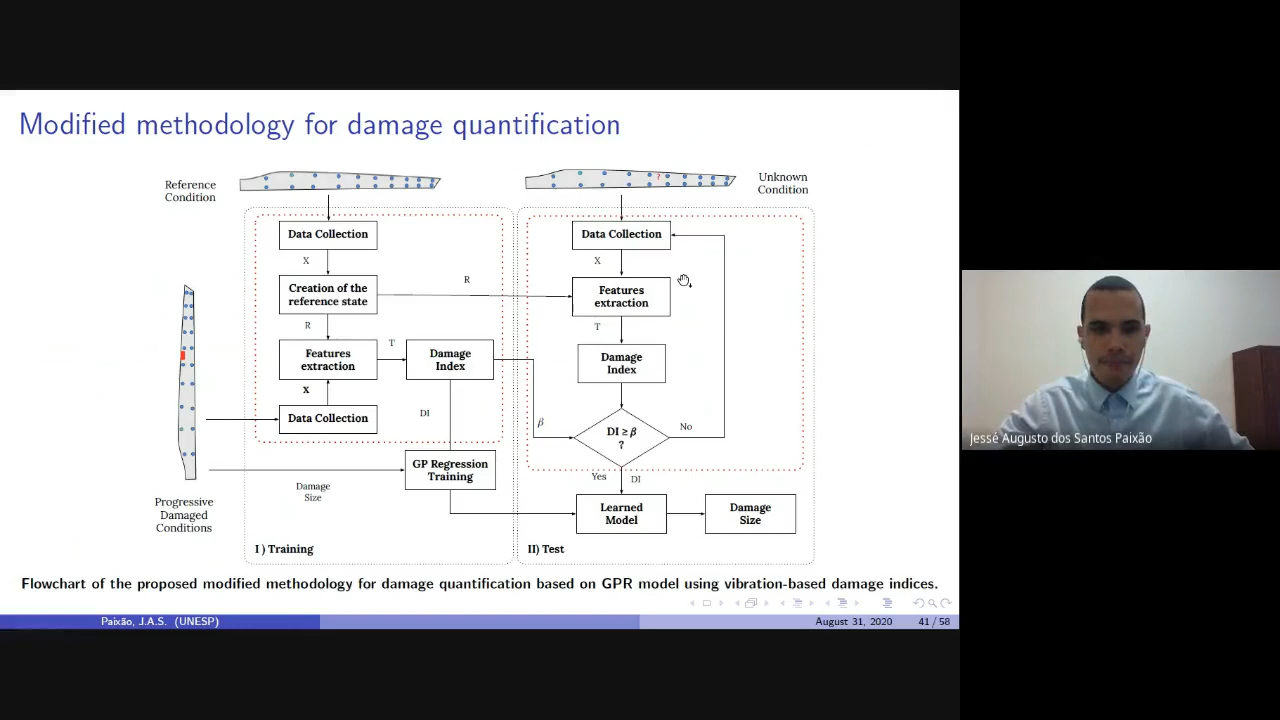 Modified methodology for damage quantification
Reference
Condition
Unknown
Condition
Data Collection
X
Creation of the
reference state
R
R
Features
extraction
T
Damage
Index
X
Data Collection
DI
GP Regression
Training
Damage
Size
Progressive
Damaged
Conditions
I ) Training
Data Collection
X
Features
extraction
T
Damage
Index
β
DI ≥ β
?
No
Yes
DI
Learned
Model
Damage
Size
II) Test
?
Flowchart of the proposed modified methodology for damage quantification based on GPR model using vibration-based damage indices.
Paixão, J.A.S. (UNESP)
August 31, 2020
41 / 58
Jessé Augusto dos Santos Paixão